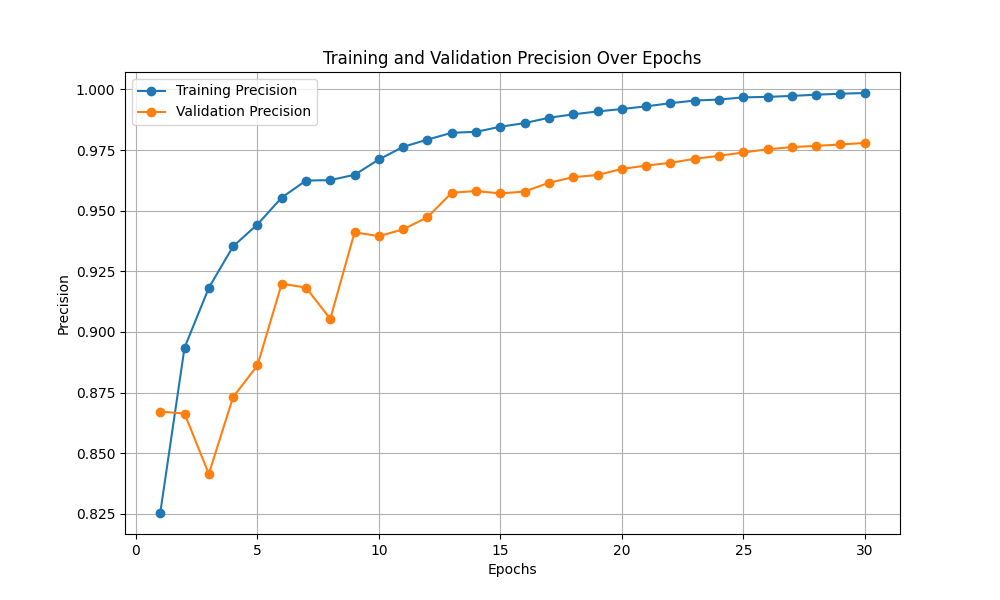 Training and Validation Precision Over Epochs
Training Precision
Validation Precision
1.000
0.975
0.950
0.925
0.900
0.875
0.850
0.825
Precision
0 5 10 15 20 25 30
Epochs